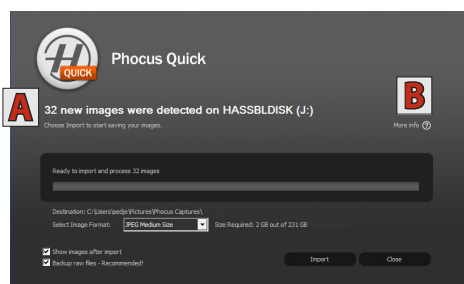 H
QUICK
Phocus Quick
A
B
32 new images were detected on HASSBLDISK (J:)
Choose Import to start saving your images.
More info ?
Ready to import and process 32 images
Destination: C:\Users\pedje\Pictures\Phocus Captures\
Select Image Format: JPEG Medium Size Size Required: 2 GB out of 231 GB
Show images after import
Backup raw files - Recommended!
Import Close